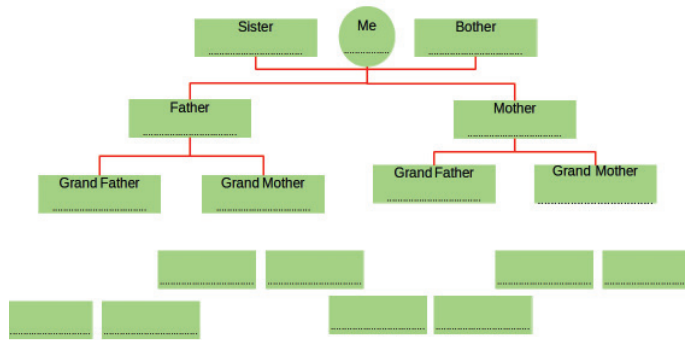 Sister
Me
Bother
Father
Mother
Grand Father
Grand Mother
Grand Father
Grand Mother